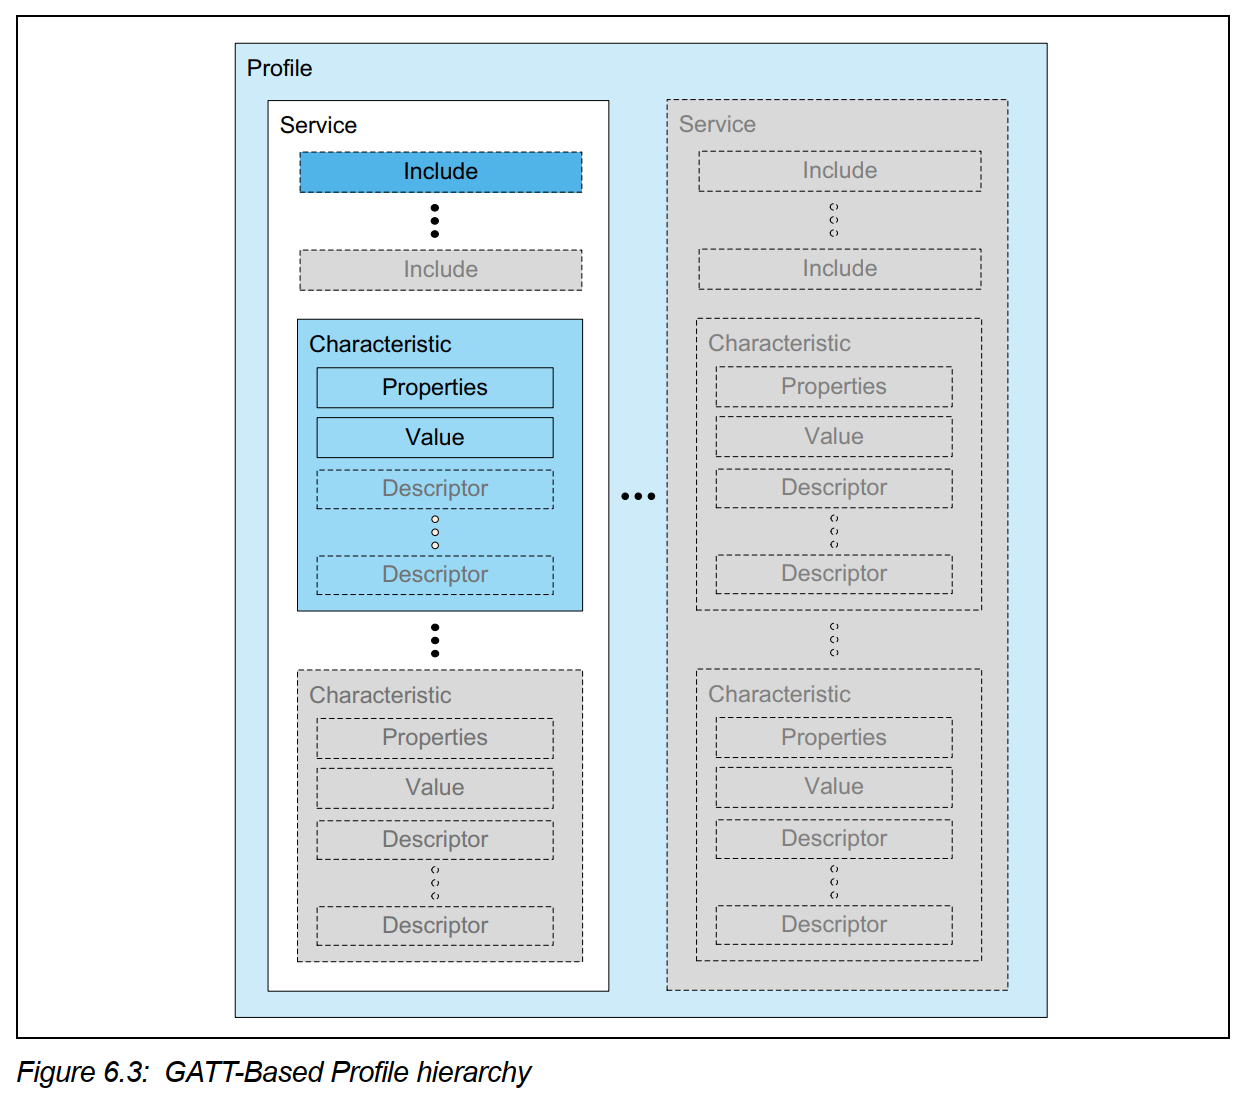 Profile
Service
Include
Include
Characteristic
Properties
Value
Descriptor
Descriptor
Characteristic
Properties
Value
Descriptor
Descriptor
Service
Include
Include
Characteristic
Properties
Value
Descriptor
Descriptor
Characteristic
Properties
Value
Descriptor
Descriptor
Figure 6.3: GATT-Based Profile hierarchy